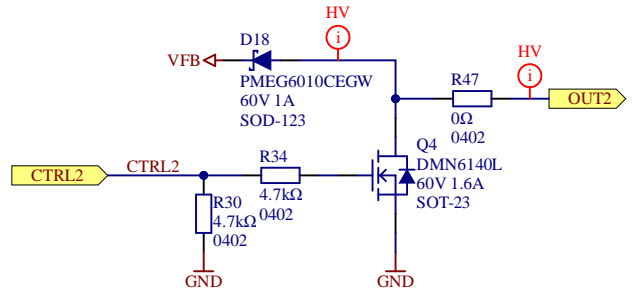 HV
i
D18
VFB
PMEG6010CEGW
60V 1A
SOD-123
HV
i
R47
OUT2
0Ω
0402
Q4
DMN6140L
60V 1.6A
SOT-23
CTRL2
CTRL2
R34
4.7kΩ
0402
R30
4.7kΩ
0402
GND
GND